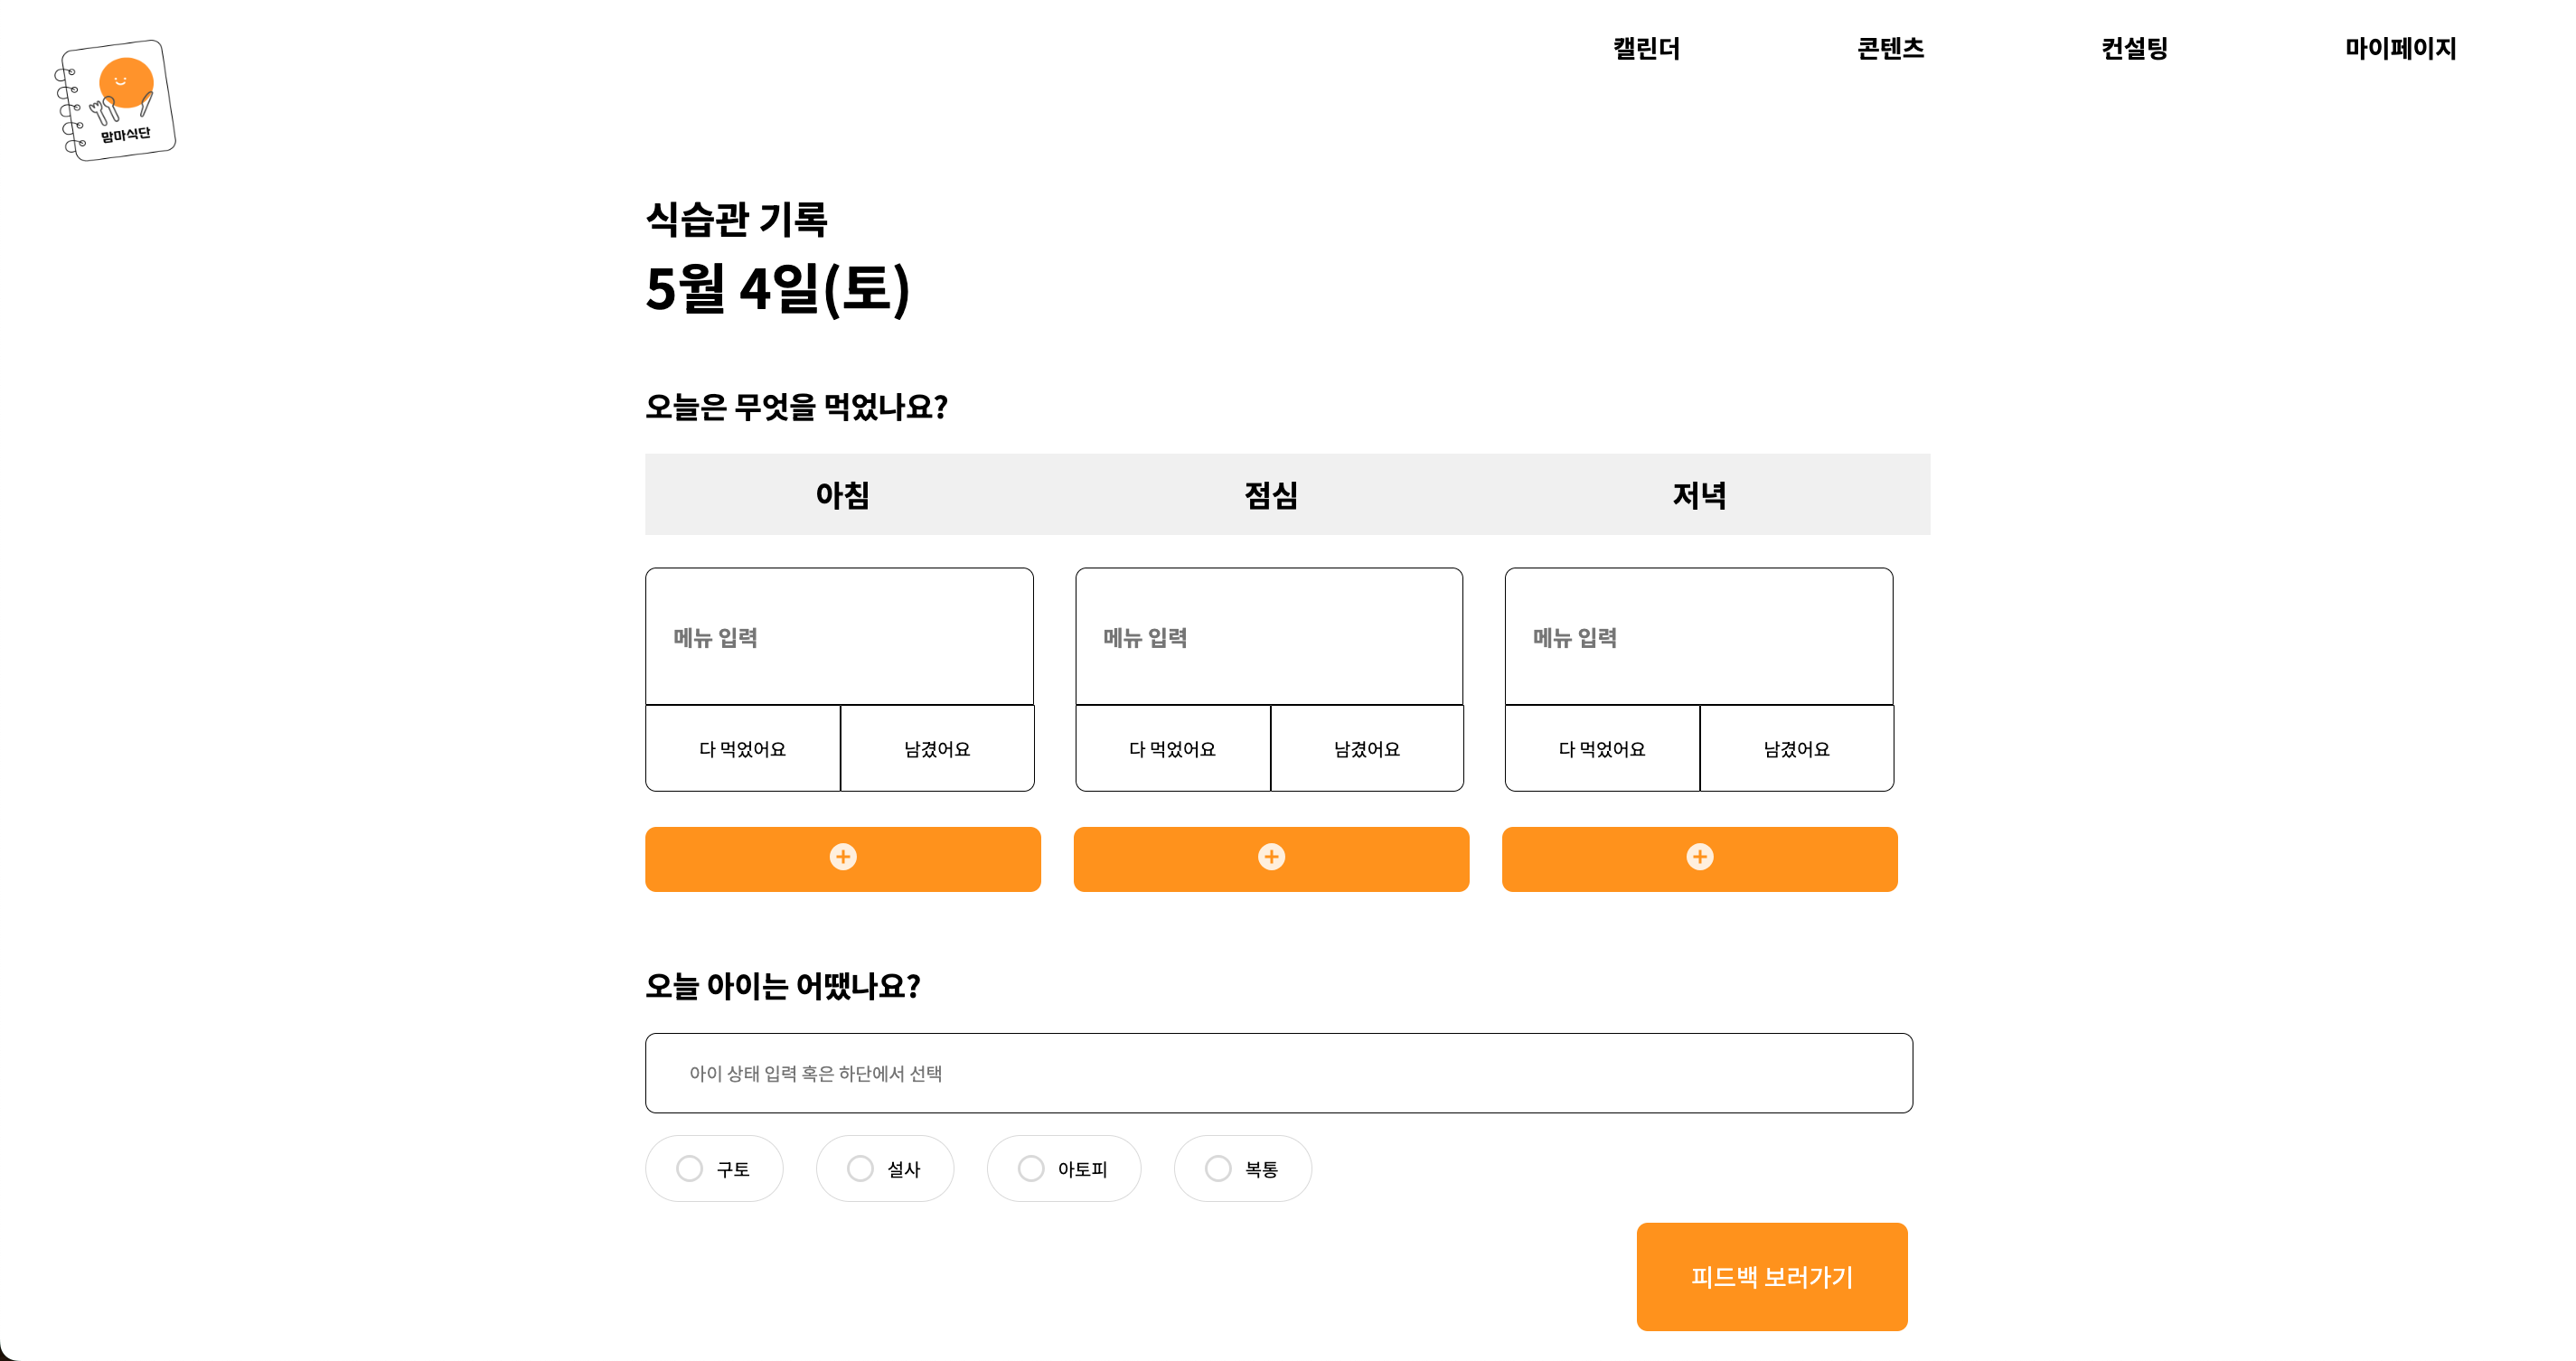 맘마식단
캘린더 콘텐츠 컨설팅 마이페이지
식습관 기록
5월 4일(토)
오늘은 무엇을 먹었나요?
아침 점심 저녁
메뉴 입력 메뉴 입력 메뉴 입력
다 먹었어요 남겼어요 다 먹었어요 남겼어요 다 먹었어요 남겼어요
오늘 아이는 어땠나요?
아이 상태 입력 혹은 하단에서 선택
구토 설사 아토피 복통
피드백 보러가기